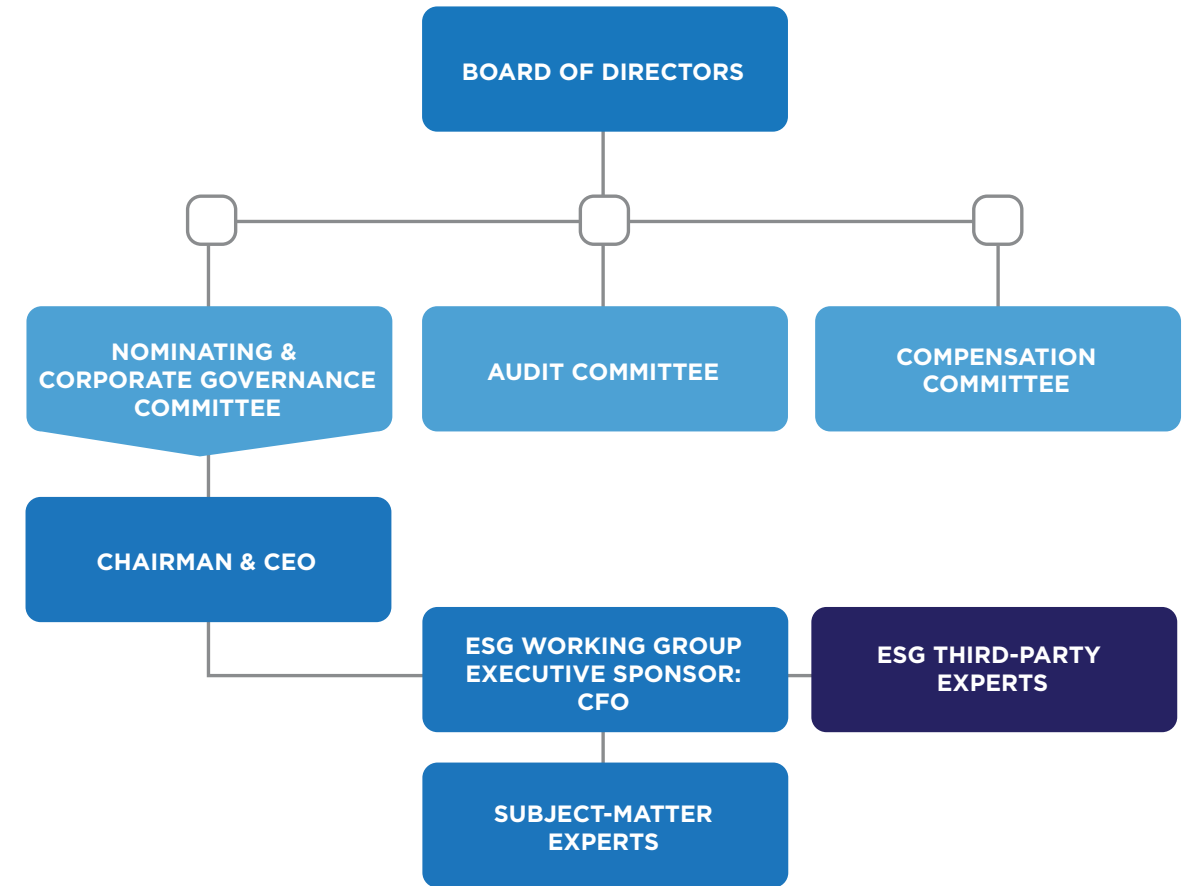 BOARD OF DIRECTORS
NOMINATING &
CORPORATE GOVERNANCE
COMMITTEE
AUDIT COMMITTEE
COMPENSATION
COMMITTEE
CHAIRMAN & CEO
ESG WORKING GROUP
EXECUTIVE SPONSOR:
CFO
ESG THIRD-PARTY
EXPERTS
SUBJECT-MATTER
EXPERTS